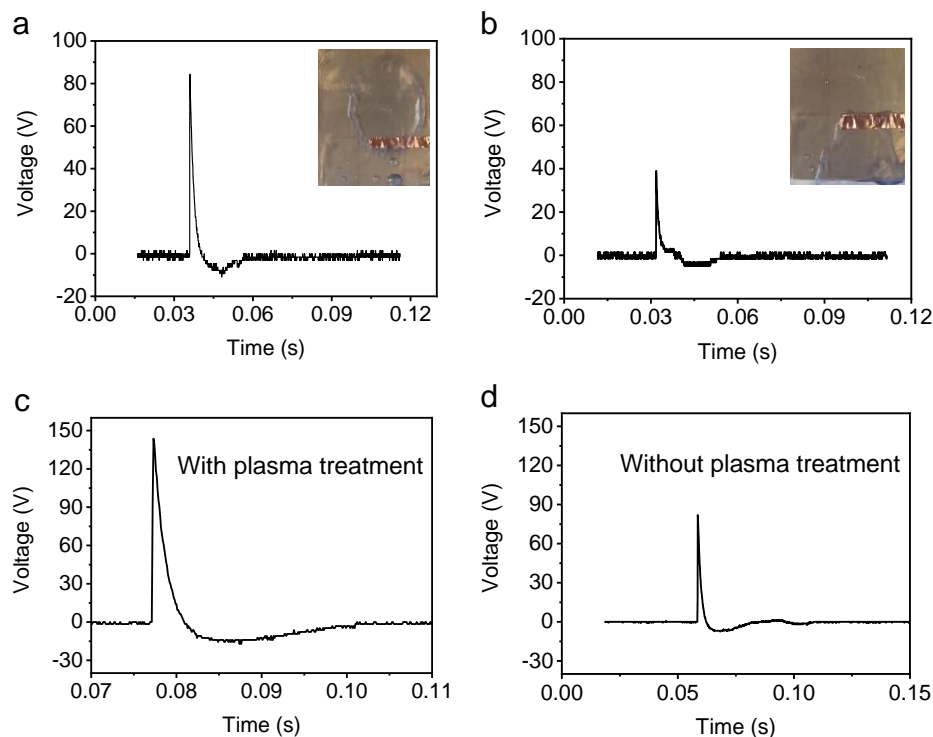 a
100
80
60
40
20
0
-20
0.00 0.03 0.06 0.09 0.12
Voltage (V)
Time (s)
b
100
80
60
40
20
0
-20
0.00 0.03 0.06 0.09 0.12
Voltage (V)
Time (s)
c
150
120
90
60
30
0
-30
With plasma treatment
0.07 0.08 0.09 0.10 0.11
Voltage (V)
Time (s)
d
150
120
90
60
30
0
-30
Without plasma treatment
0.00 0.05 0.10 0.15
Voltage (V)
Time (s)